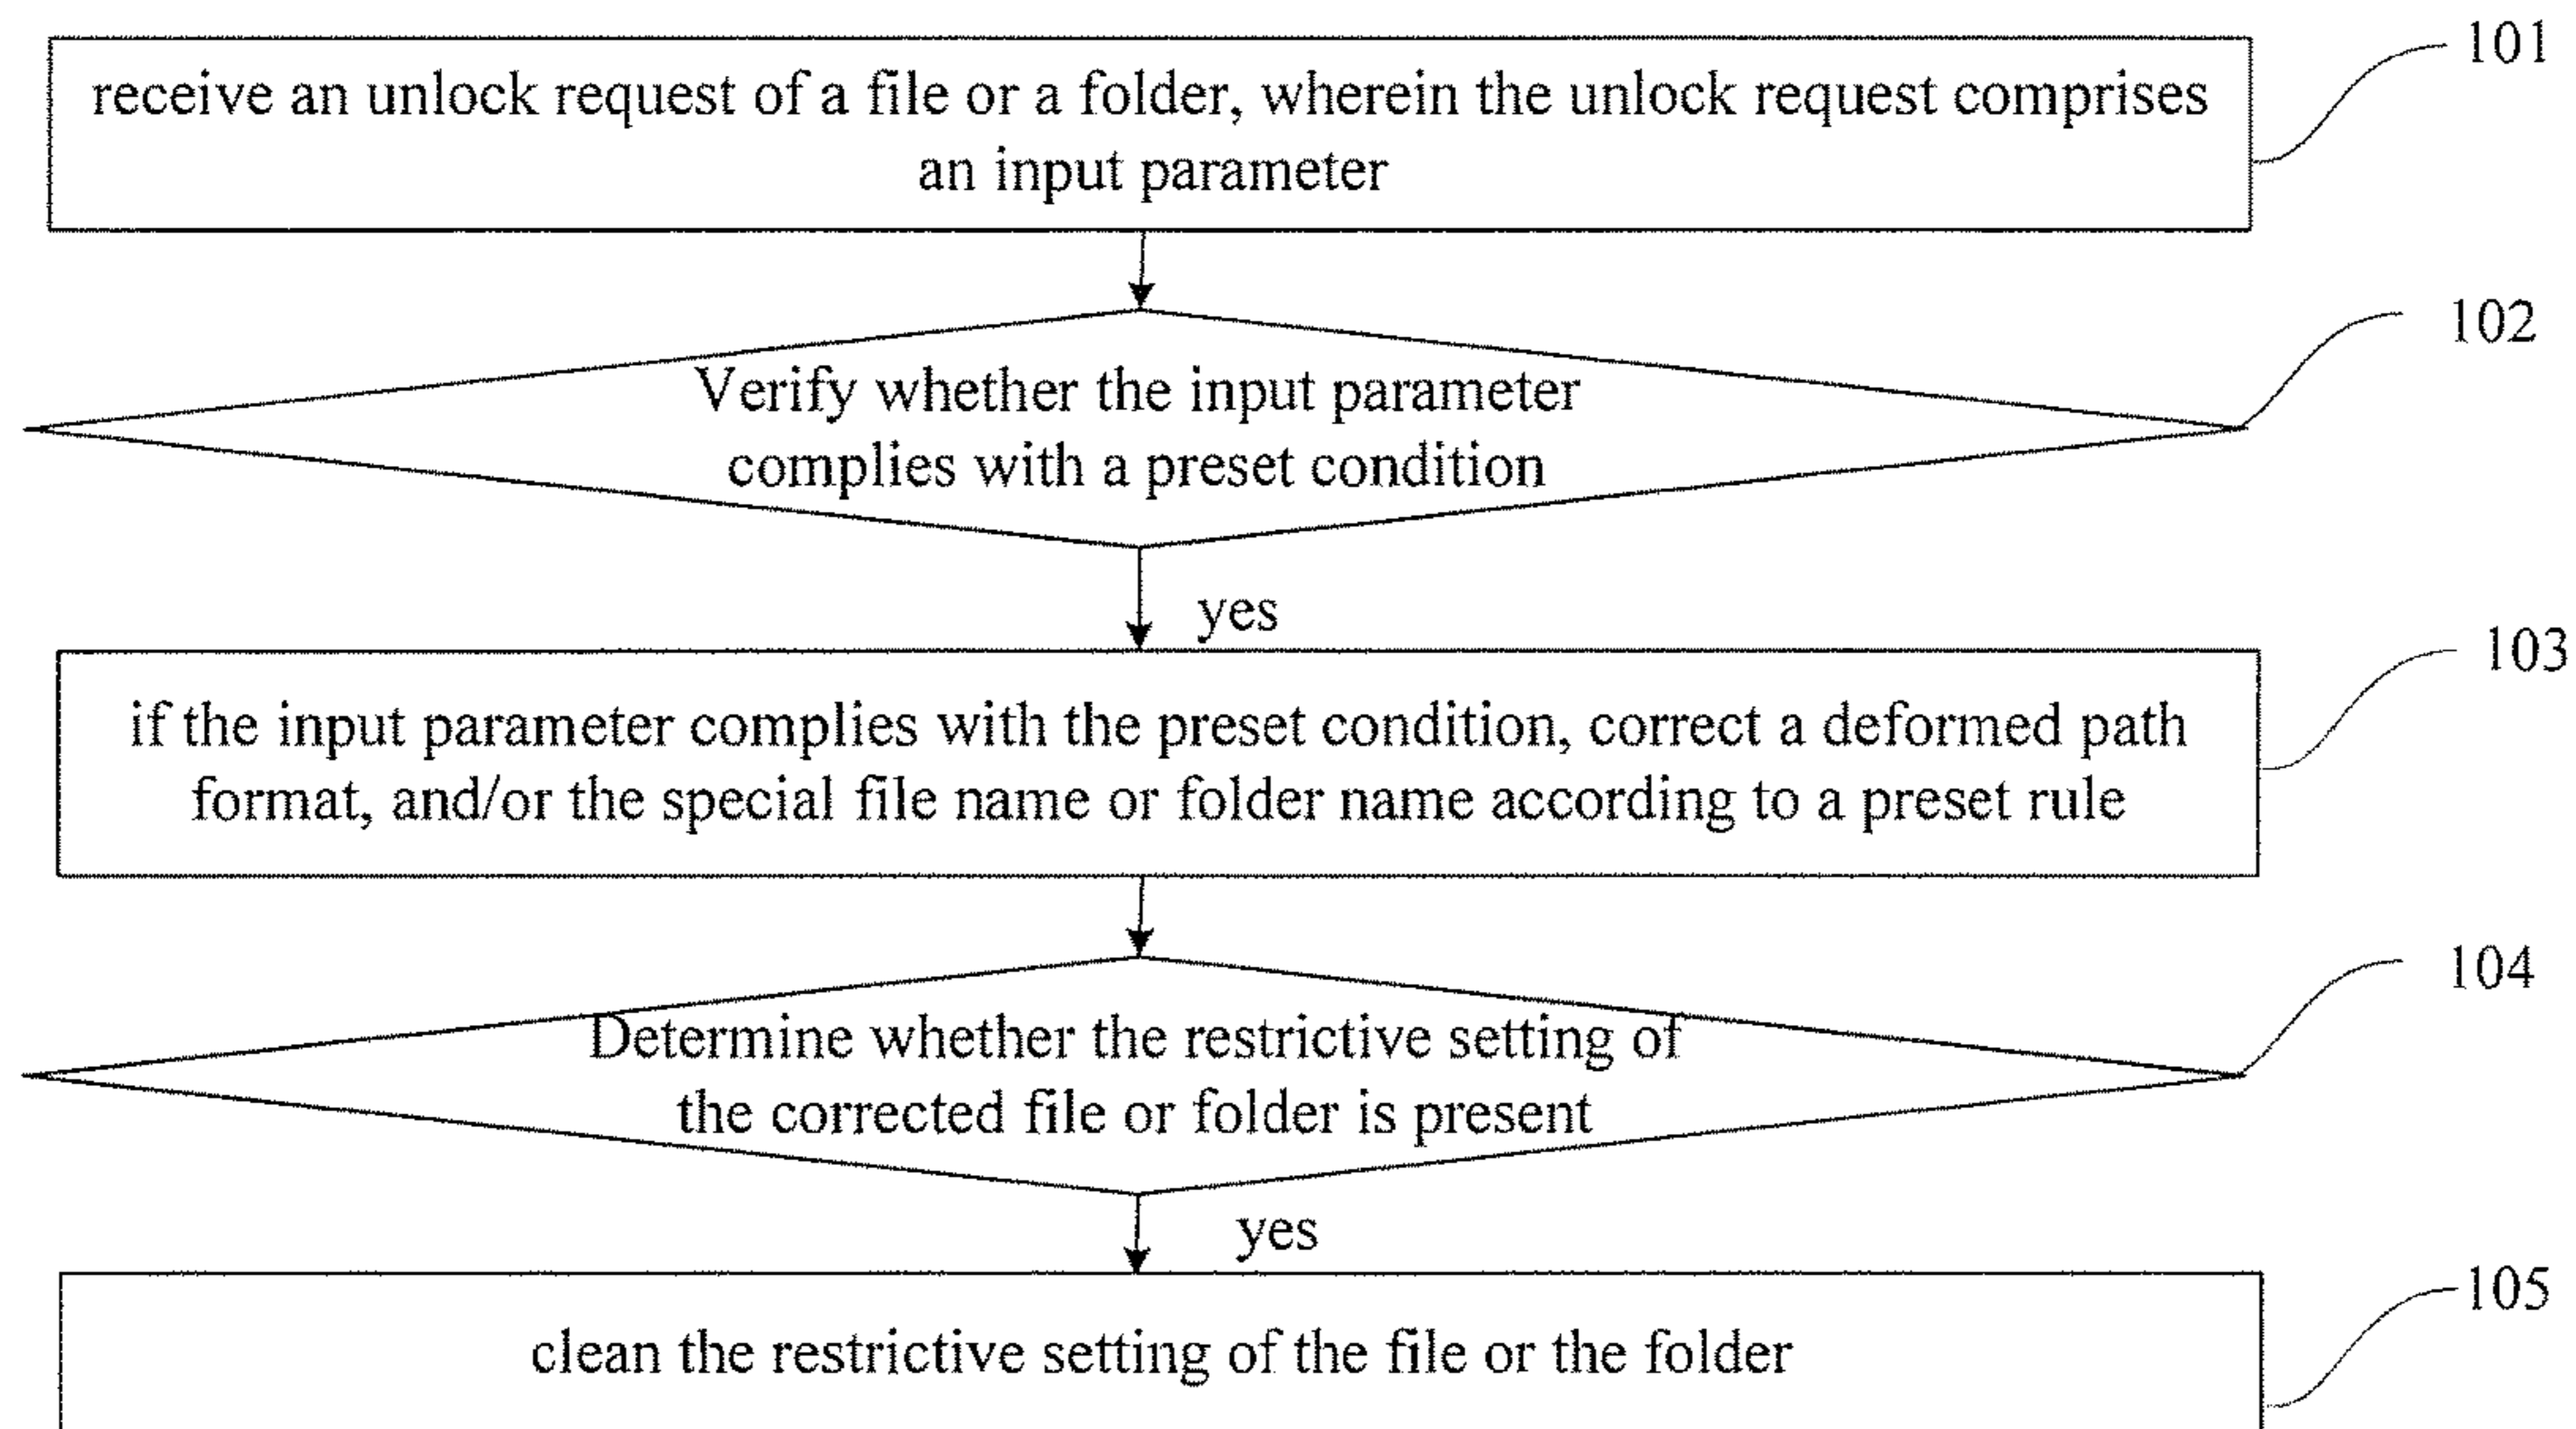 101
receive an unlock request of a file or a folder, wherein the unlock request comprises
an input parameter
102
Verify whether the input parameter
complies with a preset condition
yes
103
if the input parameter complies with the preset condition, correct a deformed path
format, and/or the special file name or folder name according to a preset rule
104
Determine whether the restrictive setting of
the corrected file or folder is present
yes
105
clean the restrictive setting of the file or the folder